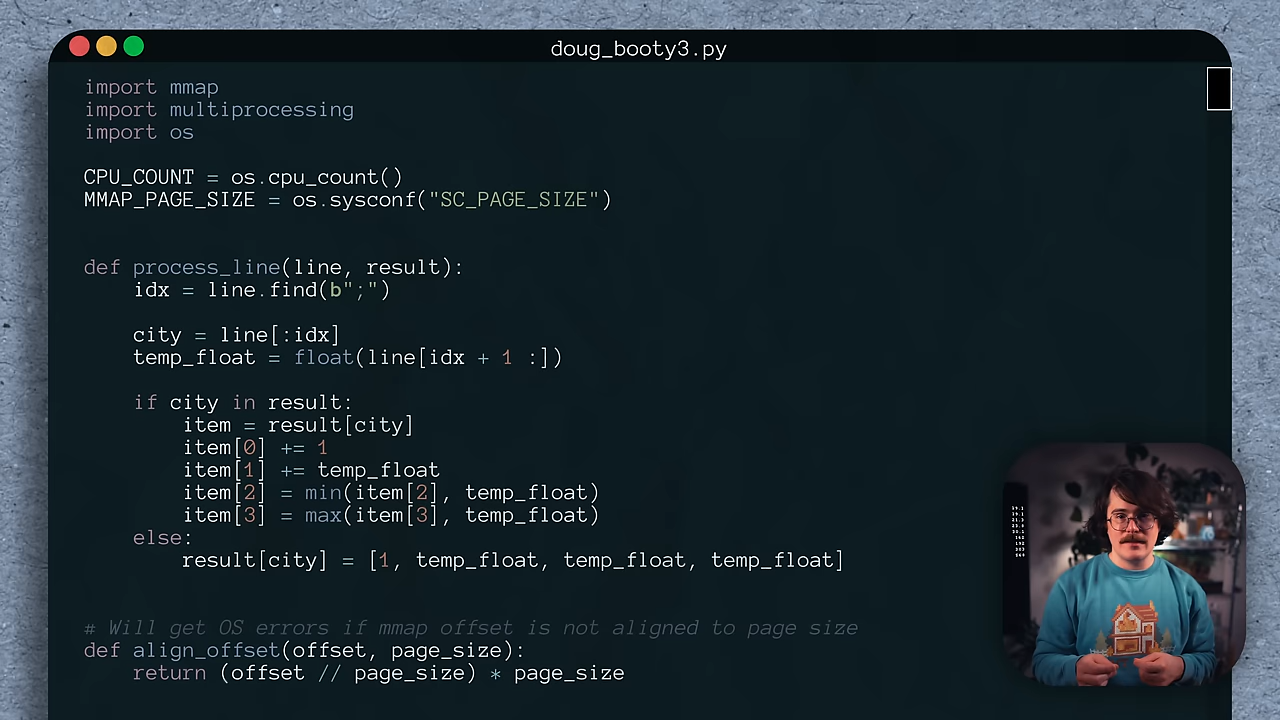 doug_booty3.py
import mmap
import multiprocessing
import os
CPU_COUNT = os.cpu_count()
MMAP_PAGE_SIZE = os.sysconf("SC_PAGE_SIZE")
def process_line(line, result):
    idx = line.find(b";")
    city = line[:idx]
    temp_float = float(line[idx + 1 :])
    if city in result:
        item = result[city]
        item[0] += 1
        item[1] += temp_float
        item[2] = min(item[2], temp_float)
        item[3] = max(item[3], temp_float)
    else:
        result[city] = [1, temp_float, temp_float, temp_float]
# Will get OS errors if mmap offset is not aligned to page size
def align_offset(offset, page_size):
    return (offset // page_size) * page_size